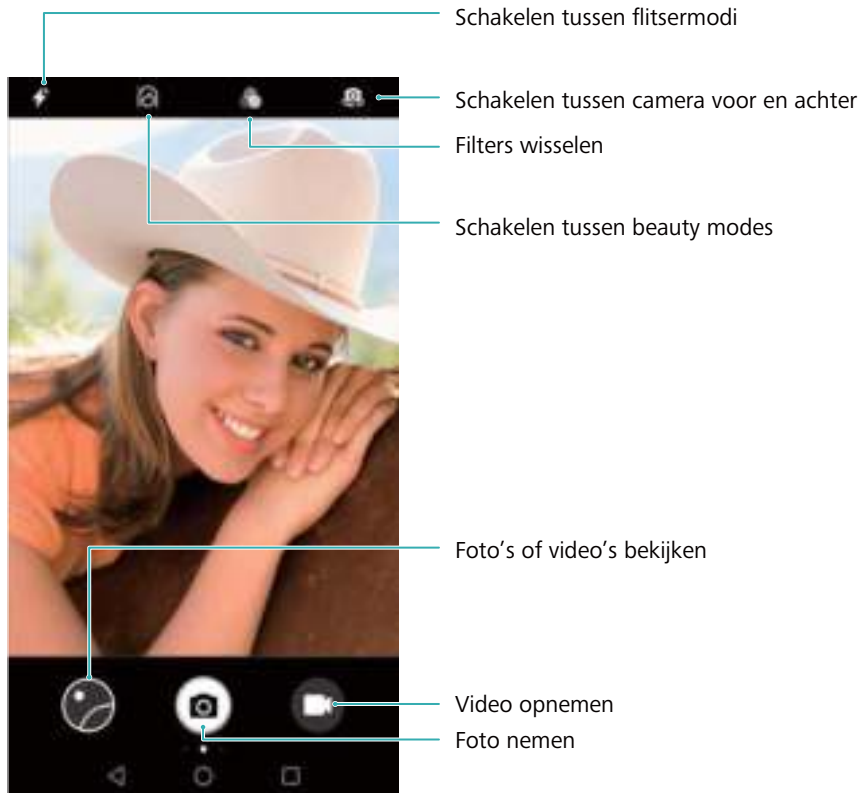 Schakelen tussen flitsermodi
Schakelen tussen camera voor en achter
Filters wisselen
Schakelen tussen beauty modes
Foto's of video's bekijken
Video opnemen
Foto nemen